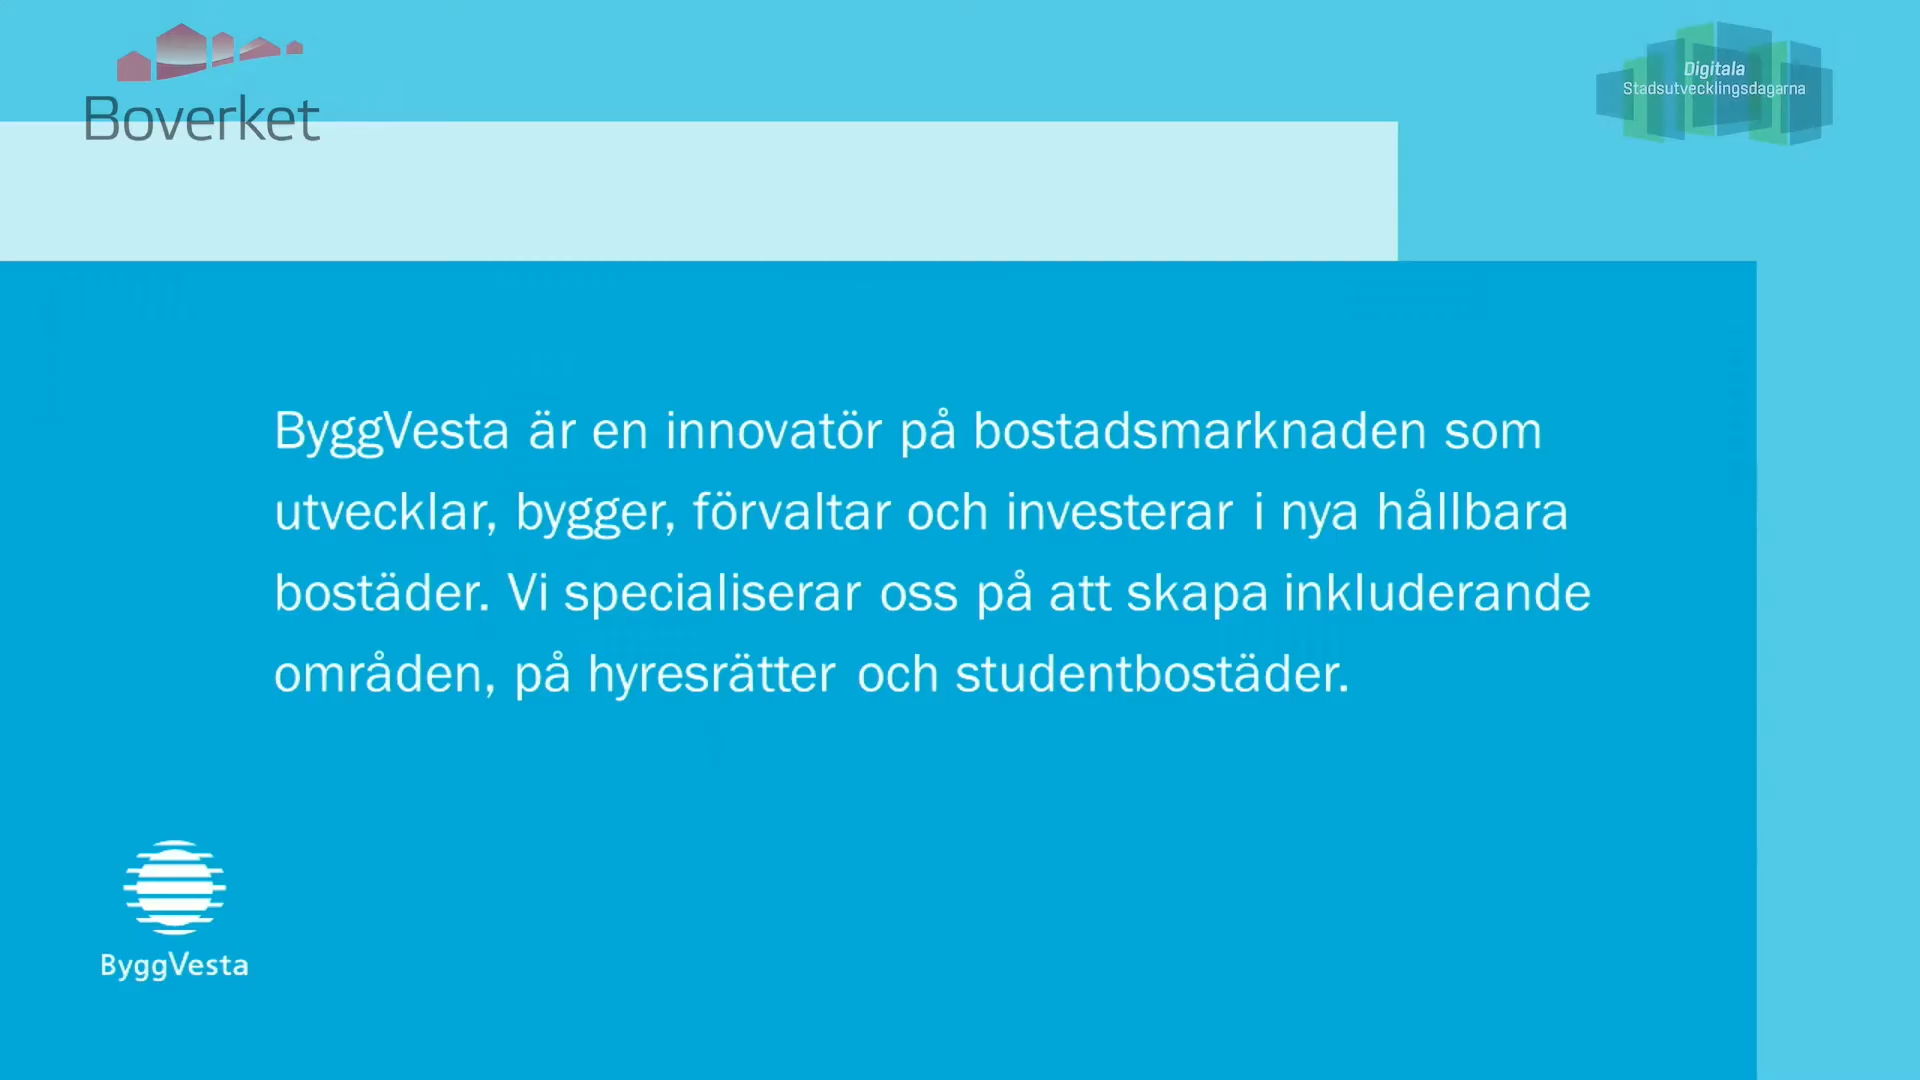 Boverket
Digitala
Stadsutvecklingsdagarna
ByggVesta är en innovatör på bostadsmarknaden som
utvecklar, bygger, förvaltar och investerar i nya hållbara
bostäder. Vi specialiserar oss på att skapa inkluderande
områden, på hyresrätter och studentbostäder.
ByggVesta